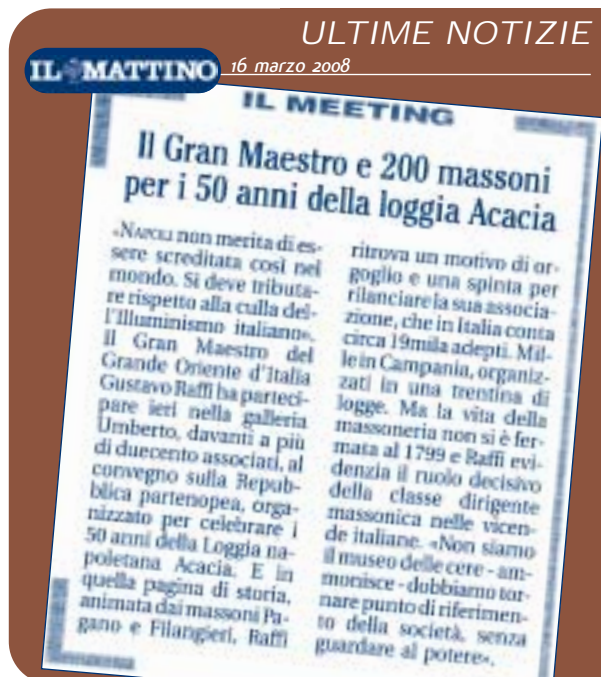 ULTIME NOTIZIE
IL MATTINO 16 marzo 2008
IL MEETING
Il Gran Maestro e 200 massoni
per i 50 anni della loggia Acacia
«NAPOLI non merita di es-
sere screditata così nel
mondo. Si deve tributa-
re rispetto alla culla del-
l'Illuminismo italiano».
Il Gran Maestro del
Grande Oriente d'Italia
Gustavo Raffi ha parteci-
pare ieri nella galleria
Umberto, davanti a più
di duecento associati, al
convegno sulla Repub-
blica partenopea, orga-
nizzato per celebrare i
50 anni della Loggia na-
poletana Acacia. E in
quella pagina di storia,
animata dai massoni Pa-
gano e Filangieri, Raffi
ritrova un motivo di or-
goglio e una spinta per
rilanciare la sua associa-
zione, che in Italia conta
circa 19mila adepti. Mil-
le in Campania, organiz-
zati in una trentina di
logge. Ma la vita della
massoneria non si è fer-
mata al 1799 e Raffi evi-
denzia il ruolo decisivo
della classe dirigente
massonica nelle vicen-
de italiane. «Non siamo
il museo delle cere - am-
monisce - dobbiamo tor-
nare punto di riferimen-
to della società, senza
guardare al potere».